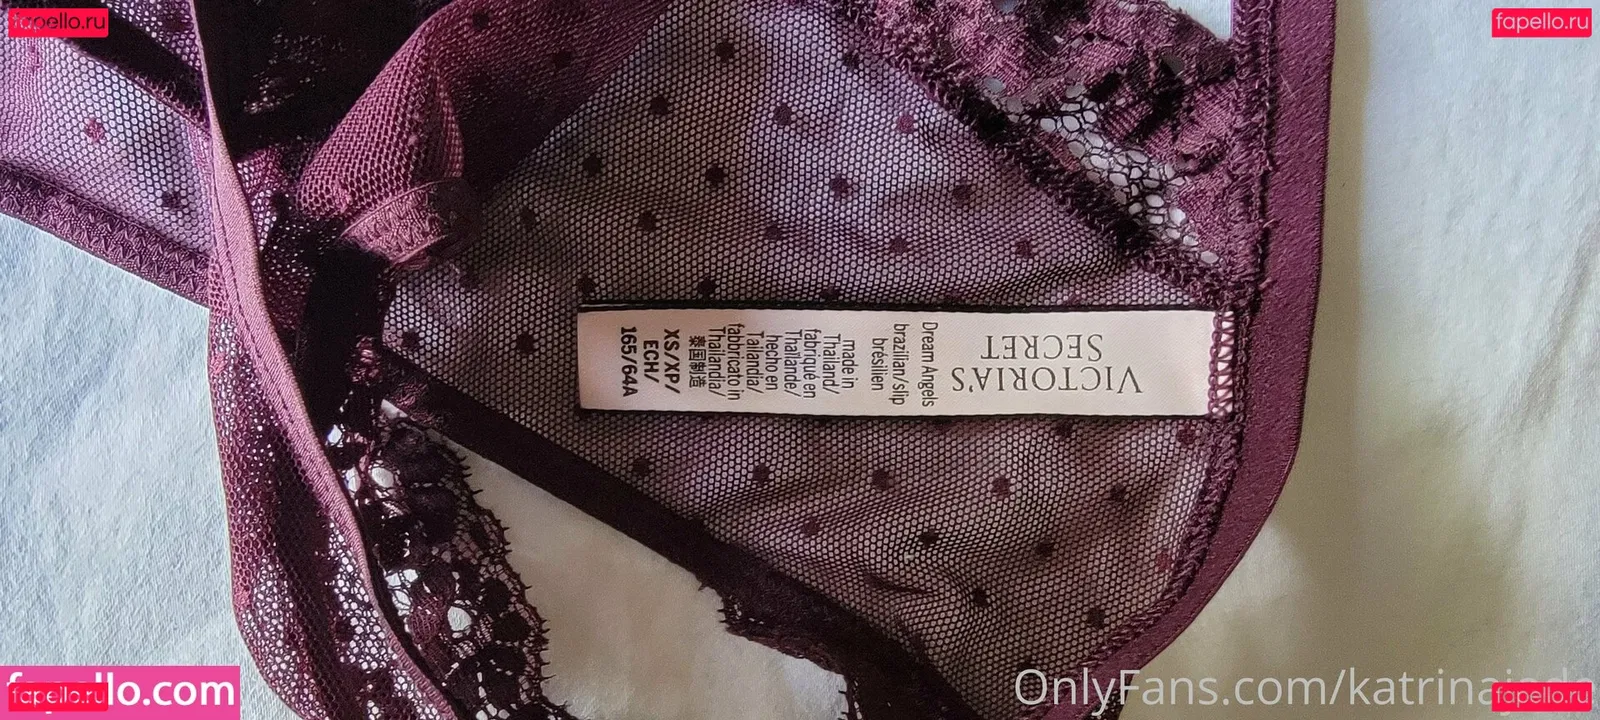 fapello.ru
fapello.ru
VICTORIA'S
SECRET
Dream Angels
brazilian/slip
brésilien
made in
Thailand/
fabriqué en
Thaïlande/
hecho en
Tailandia/
fabbricato in
Thailandia/
泰国制造
XS/XP/
ECH/
165/64A
llo.com
fapello.ru
OnlyFans.com/katrinaja
fapello.ru